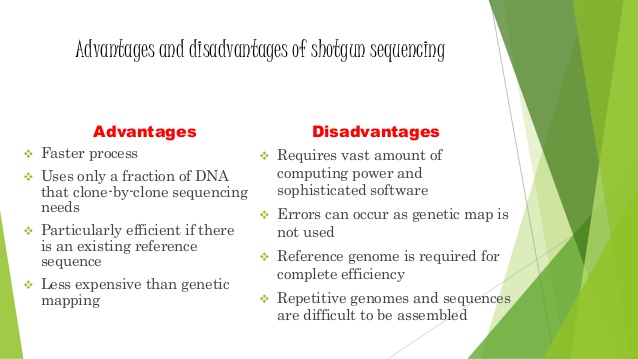 Advantages and disadvantages of shotgun sequencing
Advantages
Faster process
Uses only a fraction of DNA
that clone-by-clone sequencing
needs
Particularly efficient if there
is an existing reference
sequence
Less expensive than genetic
mapping
Disadvantages
Requires vast amount of
computing power and
sophisticated software
Errors can occur as genetic map is
not used
Reference genome is required for
complete efficiency
Repetitive genomes and sequences
are difficult to be assembled